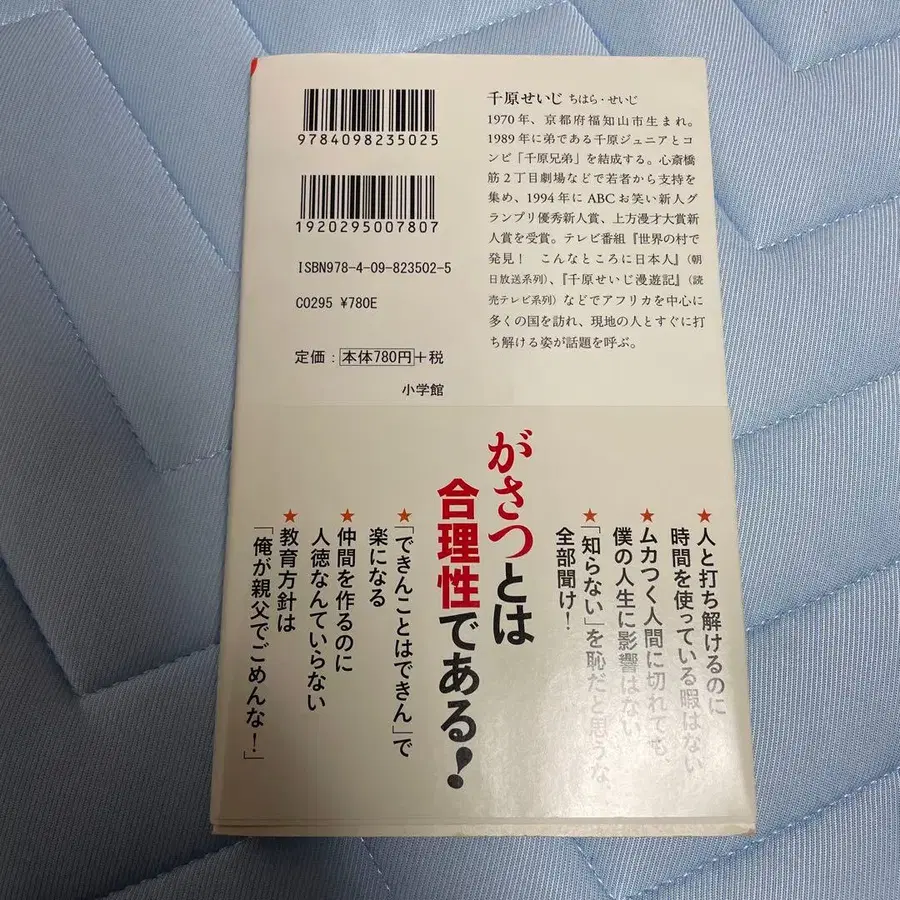 9784098235025
1920295007807
ISBN978-4-09-823502-5
C0295 ¥780E
定価：本体780円+税
小学館
千原せいじ ちはら・せいじ
1970年、京都府福知山市生まれ。
1989年に弟である千原ジュニアとコ
ンビ「千原兄弟」を結成する。心斎橋
筋2丁目劇場などで若者から支持を
集め、1994年にABCお笑い新人グ
ランプリ優秀新人賞、上方漫才大賞新
人賞を受賞。テレビ番組『世界の村で
発見！ こんなところに日本人』（朝
日放送系列）、『千原せいじ漫遊記』（読
売テレビ系列）などでアフリカを中心に
多くの国を訪れ、現地の人とすぐに打
ち解ける姿が話題を呼ぶ。
★人と打ち解けるのに
時間を使っている暇はない
★ムカつく人間に切れても、
僕の人生に影響はない
★「知らない」を恥だと思うな、
全部聞け！
がさつとは
合理性である！
★「できんことはできん」で
楽になる
★仲間を作るのに
人徳なんていらない
★教育方針は
「俺が親父でごめんな！」